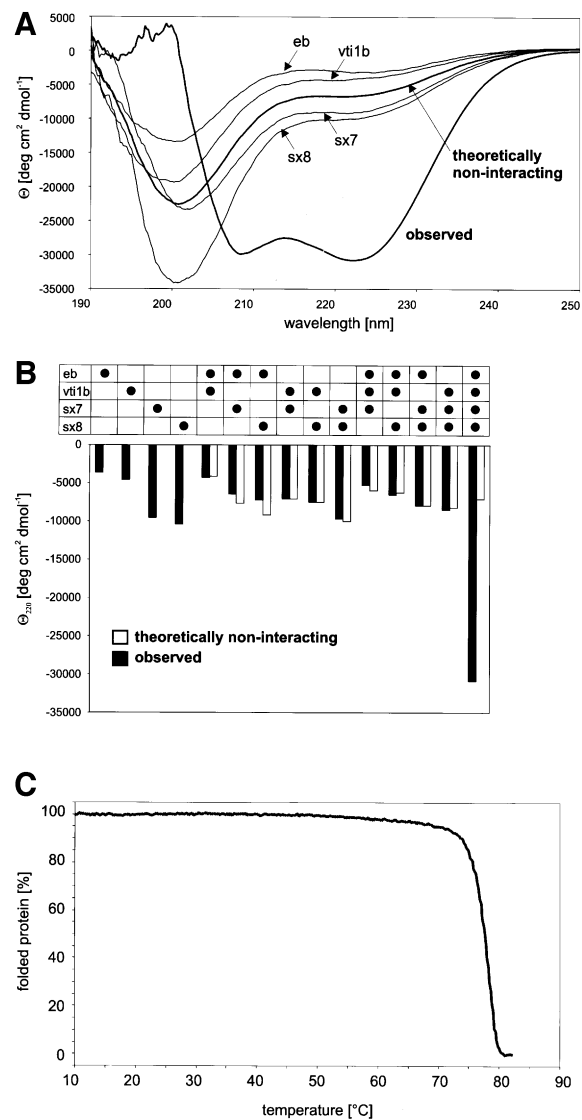 A
5000
0
-5000
-10000
-15000
-20000
-25000
-30000
-35000
Θ [deg cm² dmol⁻¹]
eb
vti1b
sx7
sx8
theoretically
non-interacting
observed
190 200 210 220 230 240 250
wavelength [nm]
B
eb
vti1b
sx7
sx8
0
-5000
-10000
-15000
-20000
-25000
-30000
-35000
Θ₂₂₀ [deg cm² dmol⁻¹]
theoretically non-interacting
observed
C
100
80
60
40
20
0
folded protein [%]
10 20 30 40 50 60 70 80 90
temperature [°C]